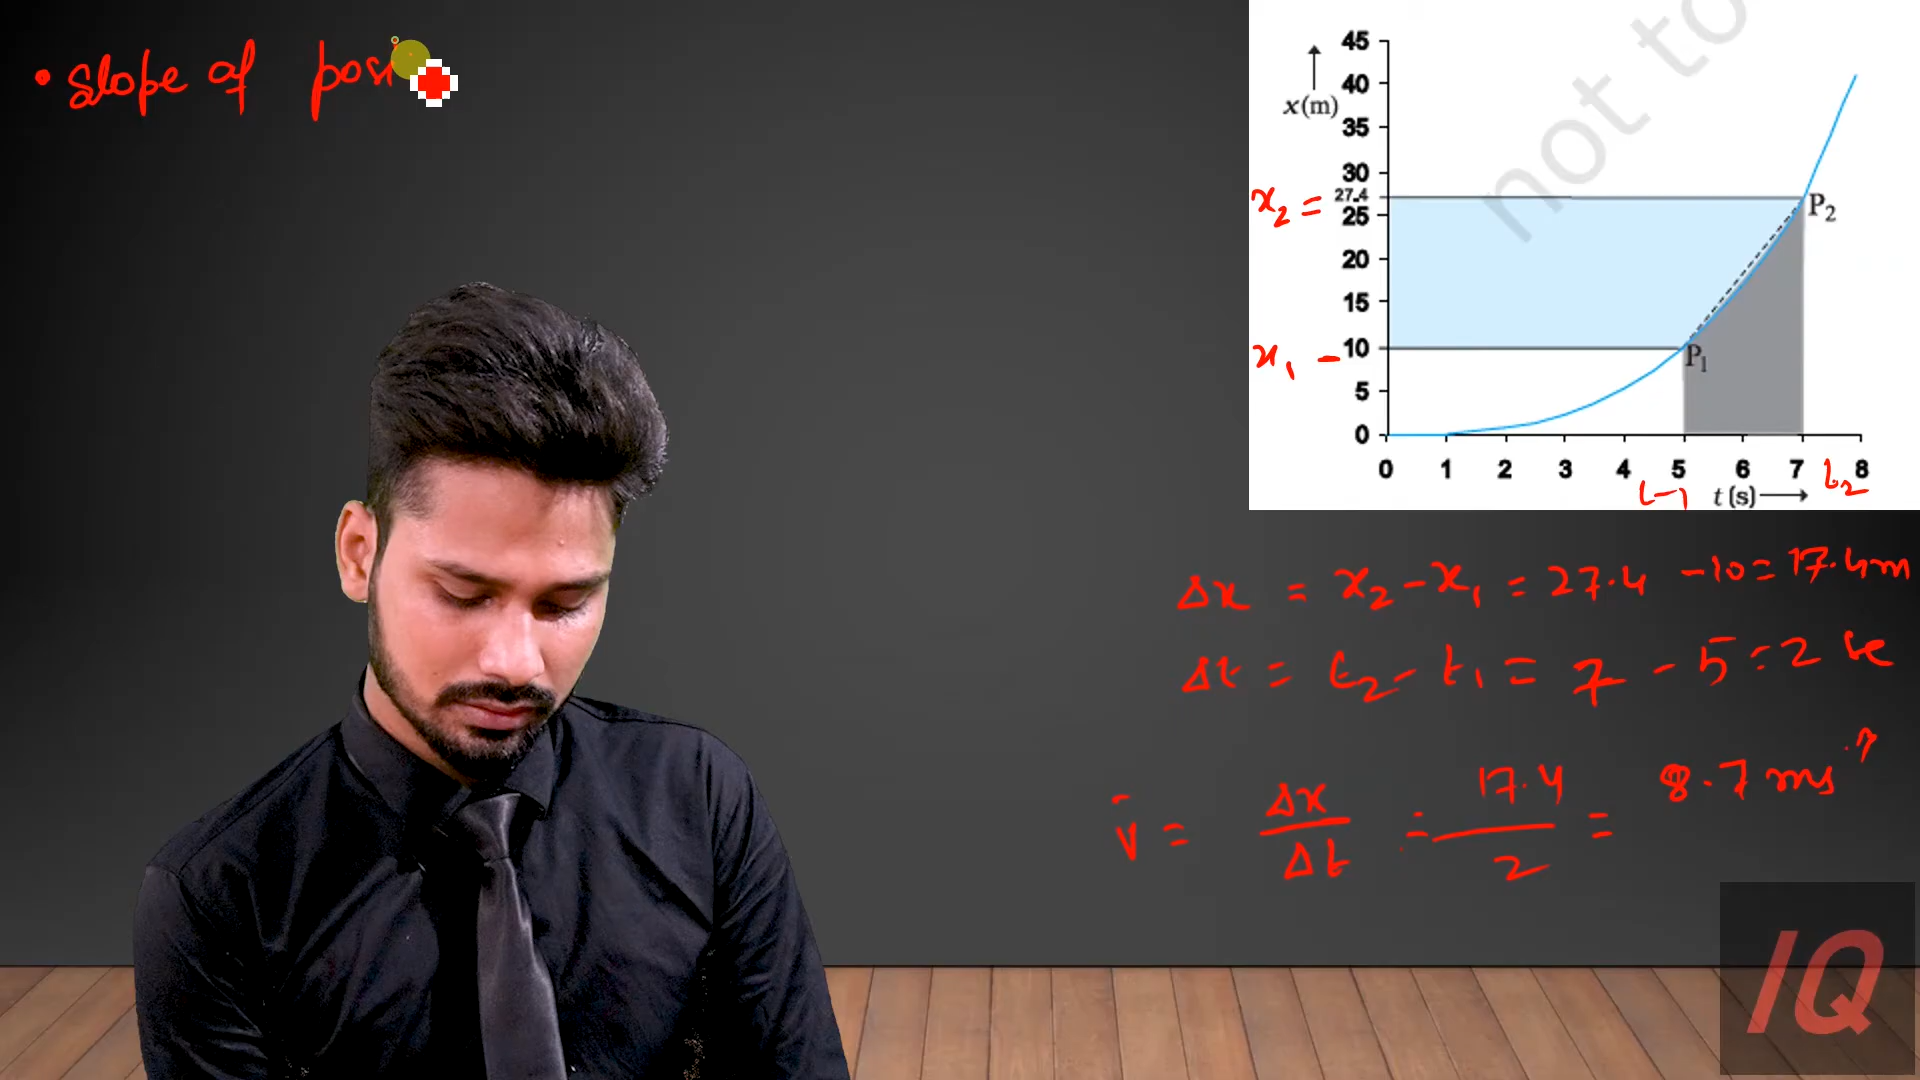 • slope of posi
not to
45
x(m)
40
35
30
x₂ = 27.4
25
P₂
20
15
x₁ – 10
P₁
5
0
0 1 2 3 4 5 6 7 8
t₁ t(s) t₂
Δx = x₂ – x₁ = 27.4 – 10 = 17.4m
Δt = t₂ – t₁ = 7 – 5 = 2 se
v̄ = Δx/Δt = 17.4/2 = 8.7 ms⁻¹
IQ